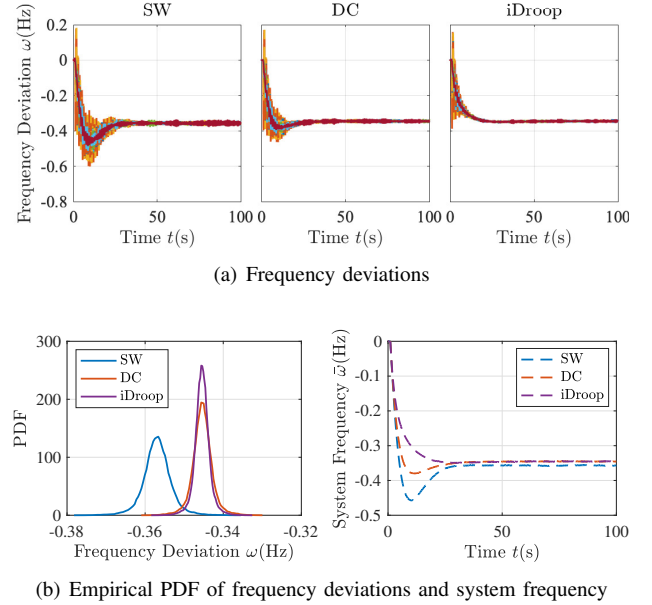 SW DC iDroop
Frequency Deviation ω(Hz)
0.2
0
-0.2
-0.4
-0.6
-0.8
0 50 100 0 50 100 0 50 100
Time t(s) Time t(s) Time t(s)
(a) Frequency deviations
PDF
300
200
100
0
SW
DC
iDroop
-0.38 -0.36 -0.34 -0.32
Frequency Deviation ω(Hz)
System Frequency ω̄(Hz)
0
-0.1
-0.2
-0.3
-0.4
-0.5
SW
DC
iDroop
0 50 100
Time t(s)
(b) Empirical PDF of frequency deviations and system frequency